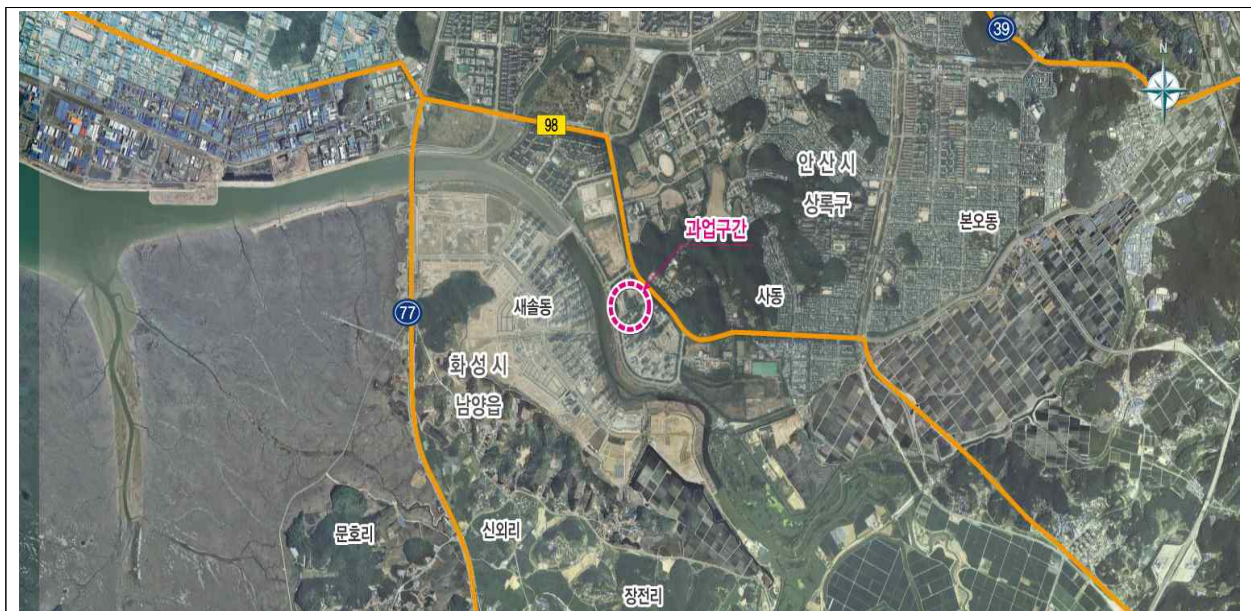 39
N
98
안산시
상록구
본오동
과업구간
사동
새솔동
77
화성시
남양읍
문호리
신외리
장전리